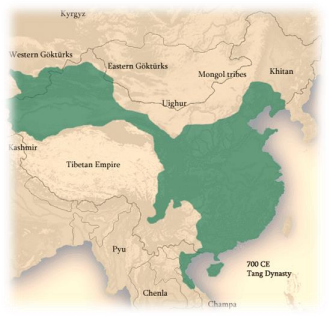 Kyrgyz
Western Göktürks
Eastern Göktürks
Mongol tribes
Khitan
Uighur
Kashmir
Tibetan Empire
Pyu
700 CE
Tang Dynasty
Chenla
Champa